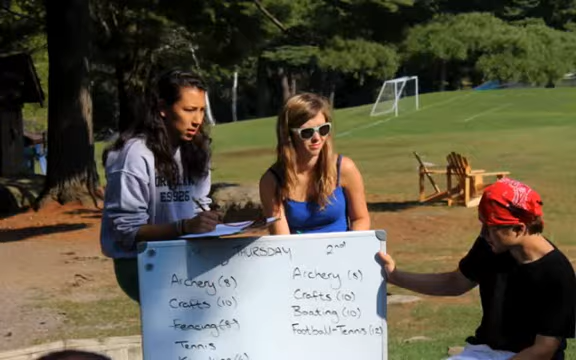 THURSDAY 2nd
Archery (8) Archery (8)
Crafts (10) Crafts (10)
Fencing (8) Boating (10)
Tennis Football-Tennis (12)